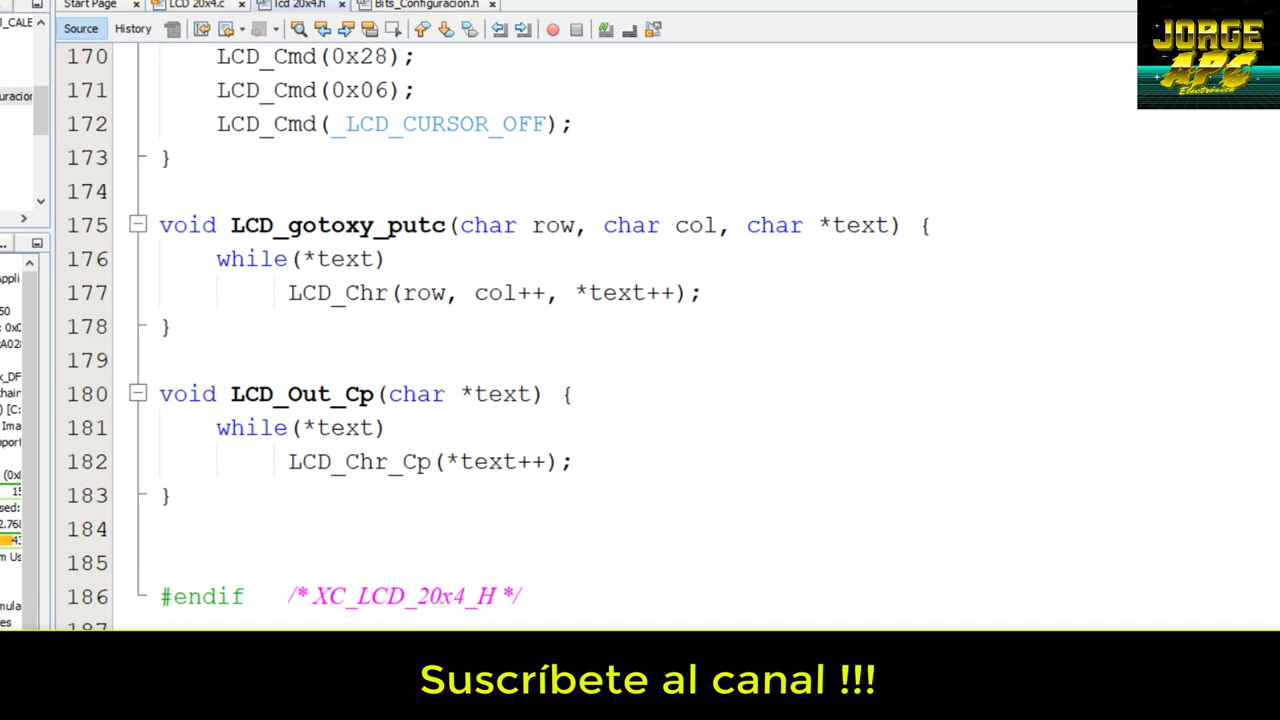 Start Page LCD 20x4.c lcd 20x4.h Bits_Configuracion.h
Source History
JORGE
APC
Electrónica
J_CALE
170 LCD_Cmd(0x28);
171 LCD_Cmd(0x06);
172 LCD_Cmd(_LCD_CURSOR_OFF);
173 }
174
175 void LCD_gotoxy_putc(char row, char col, char *text) {
176 while(*text)
177 LCD_Chr(row, col++, *text++);
178 }
179
180 void LCD_Out_Cp(char *text) {
181 while(*text)
182 LCD_Chr_Cp(*text++);
183 }
184
185
186 #endif /* XC_LCD_20x4_H */
187
Suscríbete al canal !!!